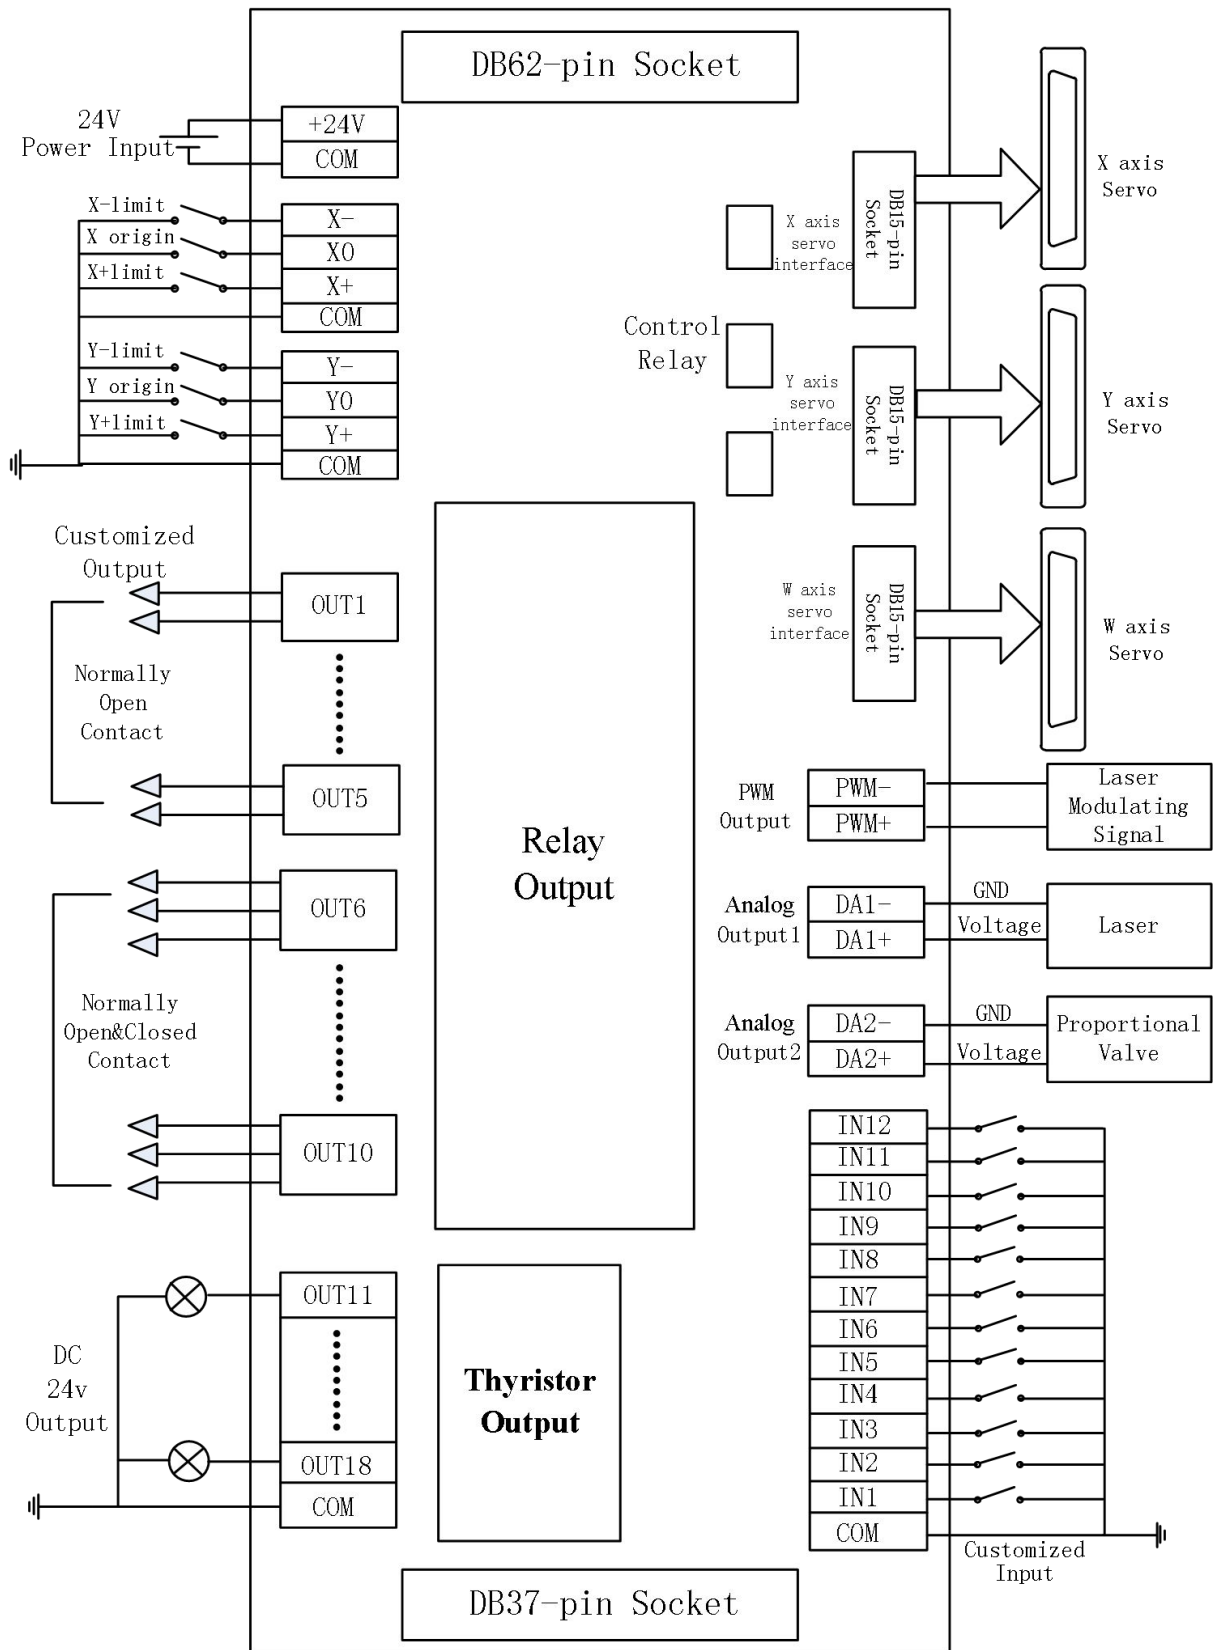 DB62-pin Socket
24V
Power Input
+24V
COM
X-limit
X origin
X+limit
X-
X0
X+
COM
Y-limit
Y origin
Y+limit
Y-
Y0
Y+
COM
X axis
servo
interface
DB15-pin
Socket
X axis
Servo
Control
Relay
Y axis
servo
interface
DB15-pin
Socket
Y axis
Servo
W axis
servo
interface
DB15-pin
Socket
W axis
Servo
Customized
Output
OUT1
Normally
Open
Contact
OUT5
OUT6
Normally
Open&Closed
Contact
OUT10
Relay
Output
PWM
Output
PWM-
PWM+
Laser
Modulating
Signal
Analog
Output1
DA1-
DA1+
GND
Voltage
Laser
Analog
Output2
DA2-
DA2+
GND
Voltage
Proportional
Valve
DC
24v
Output
OUT11
OUT18
COM
Thyristor
Output
IN12
IN11
IN10
IN9
IN8
IN7
IN6
IN5
IN4
IN3
IN2
IN1
COM
Customized
Input
DB37-pin Socket